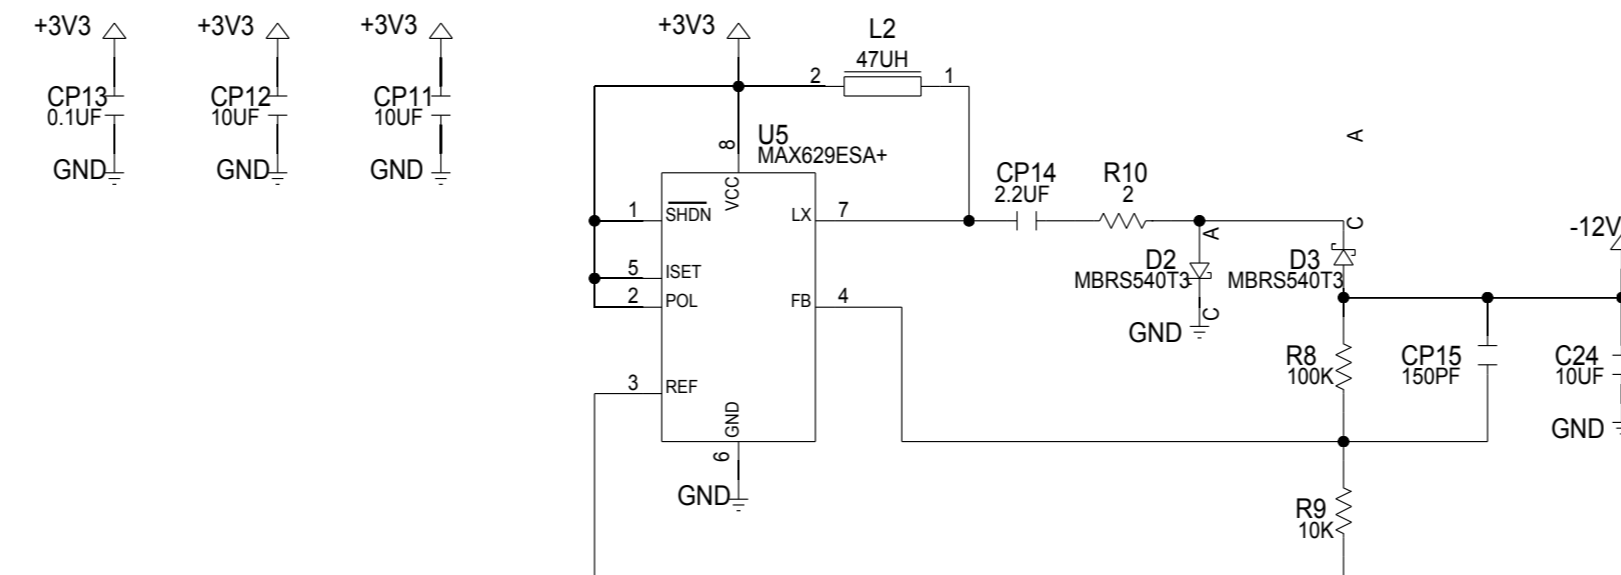 +3V3
+3V3
+3V3
+3V3
L2
47UH
2
1
CP13
0.1UF
CP12
10UF
CP11
10UF
GND
GND
GND
8
U5
MAX629ESA+
A
VCC
1
SHDN
LX
7
CP14
2.2UF
R10
2
A
C
-12V
5
ISET
2
POL
FB
4
D2
MBRS540T3
D3
MBRS540T3
C
GND
R8
100K
CP15
150PF
C24
10UF
3
REF
GND
6
GND
GND
R9
10K